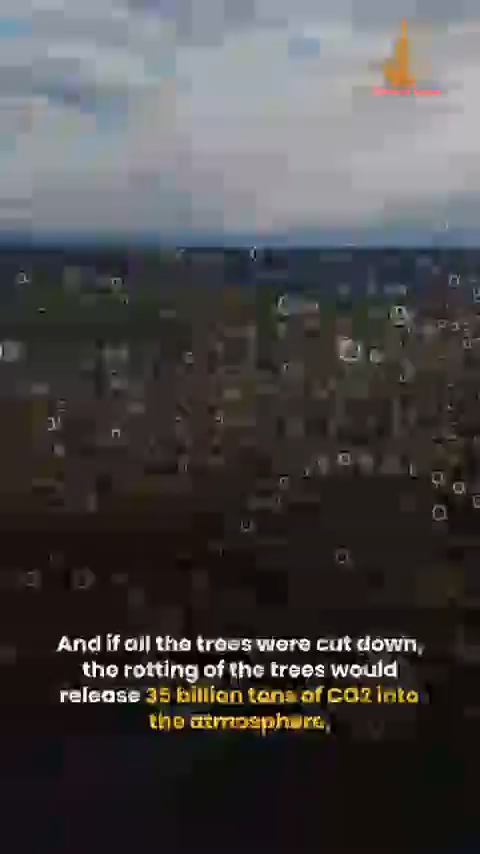 And if all the trees were cut down,
the rotting of the trees would
release 35 billion tons of CO2 into
the atmosphere,